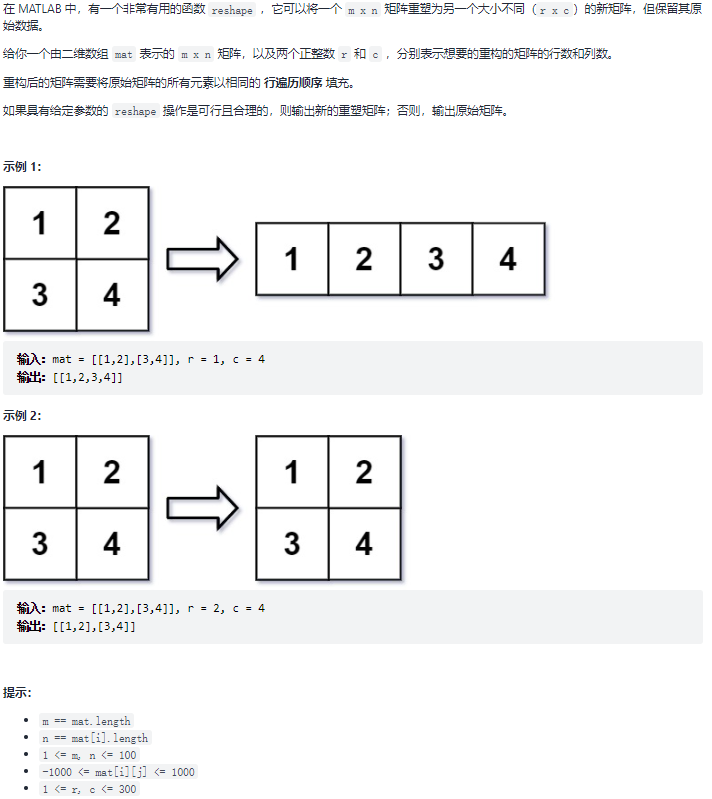 在 MATLAB 中，有一个非常有用的函数 reshape ，它可以将一个 m x n 矩阵重塑为另一个大小不同（r x c）的新矩阵，但保留其原
始数据。
给你一个由二维数组 mat 表示的 m x n 矩阵，以及两个正整数 r 和 c ，分别表示想要的重构的矩阵的行数和列数。
重构后的矩阵需要将原始矩阵的所有元素以相同的 行遍历顺序 填充。
如果具有给定参数的 reshape 操作是可行且合理的，则输出新的重塑矩阵；否则，输出原始矩阵。
示例 1：
1 2 1 2 3 4
3 4
输入：mat = [[1,2],[3,4]], r = 1, c = 4
输出：[[1,2,3,4]]
示例 2：
1 2 1 2
3 4 3 4
输入：mat = [[1,2],[3,4]], r = 2, c = 4
输出：[[1,2],[3,4]]
提示：
m == mat.length
n == mat[i].length
1 <= m, n <= 100
-1000 <= mat[i][j] <= 1000
1 <= r, c <= 300